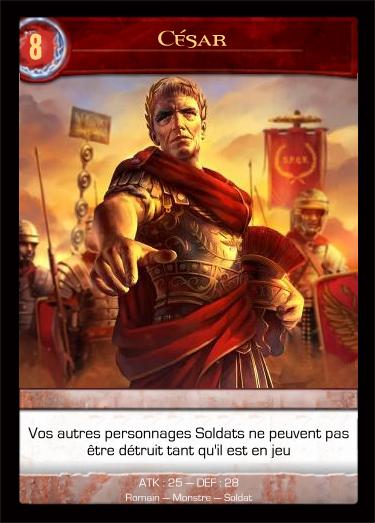 8
César
S.P.Q.R.
Vos autres personnages Soldats ne peuvent pas
être détruit tant qu'il est en jeu
ATK : 25 — DEF : 28
Romain — Monstre — Soldat